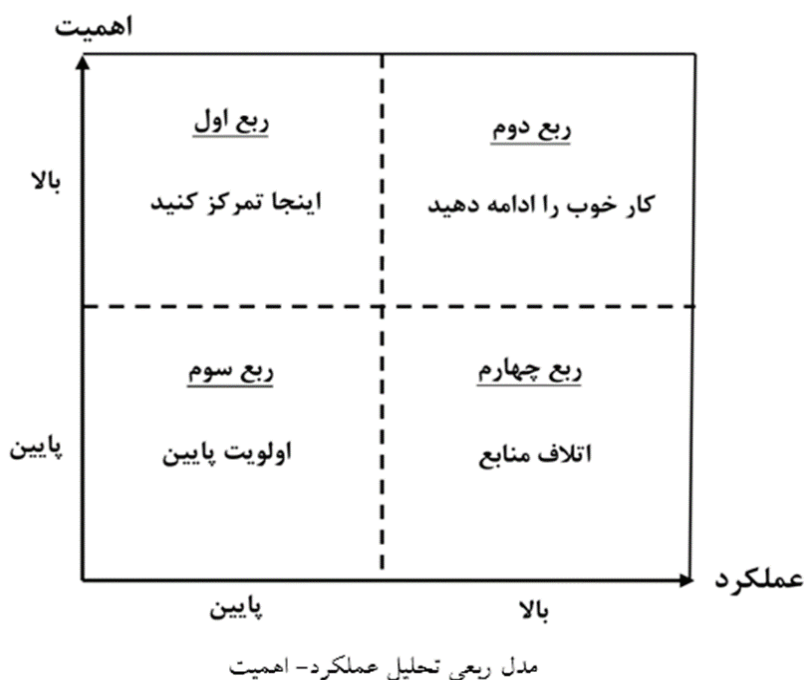 اهمیت
ربع اول
ربع دوم
بالا
اینجا تمرکز کنید
کار خوب را ادامه دهید
ربع سوم
ربع چهارم
پایین
اولویت پایین
اتلاف منابع
عملکرد
پایین
بالا
مدل ربعی تحلیل عملکرد- اهمیت